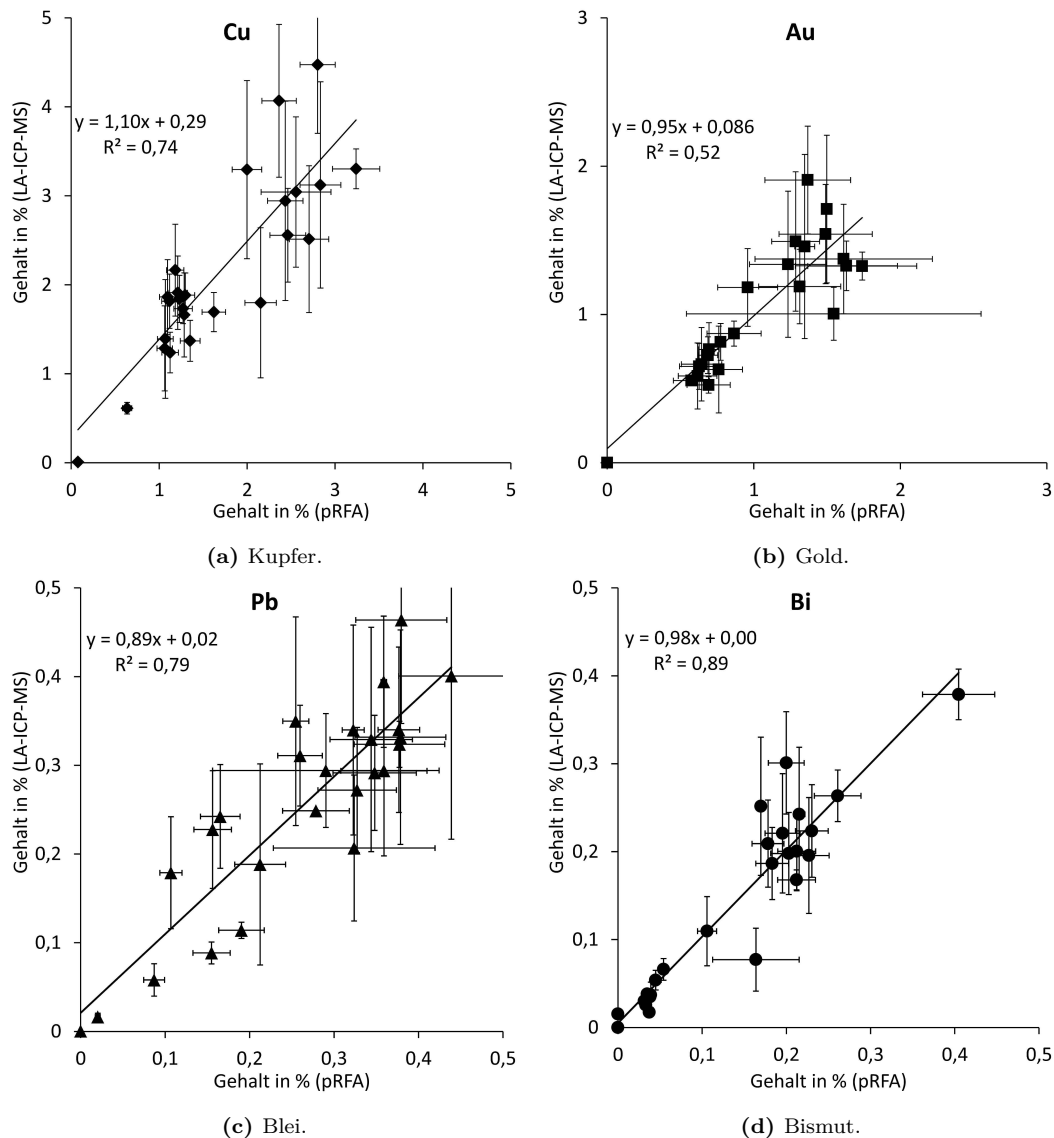 Cu
y = 1,10x + 0,29
R² = 0,74
Gehalt in % (LA-ICP-MS)
5
4
3
2
1
0
0 1 2 3 4 5
Gehalt in % (pRFA)
(a) Kupfer.
Au
y = 0,95x + 0,086
R² = 0,52
Gehalt in % (LA-ICP-MS)
3
2
1
0
0 1 2 3
Gehalt in % (pRFA)
(b) Gold.
Pb
y = 0,89x + 0,02
R² = 0,79
Gehalt in % (LA-ICP-MS)
0,5
0,4
0,3
0,2
0,1
0
0 0,1 0,2 0,3 0,4 0,5
Gehalt in % (pRFA)
(c) Blei.
Bi
y = 0,98x + 0,00
R² = 0,89
Gehalt in % (LA-ICP-MS)
0,5
0,4
0,3
0,2
0,1
0
0 0,1 0,2 0,3 0,4 0,5
Gehalt in % (pRFA)
(d) Bismut.